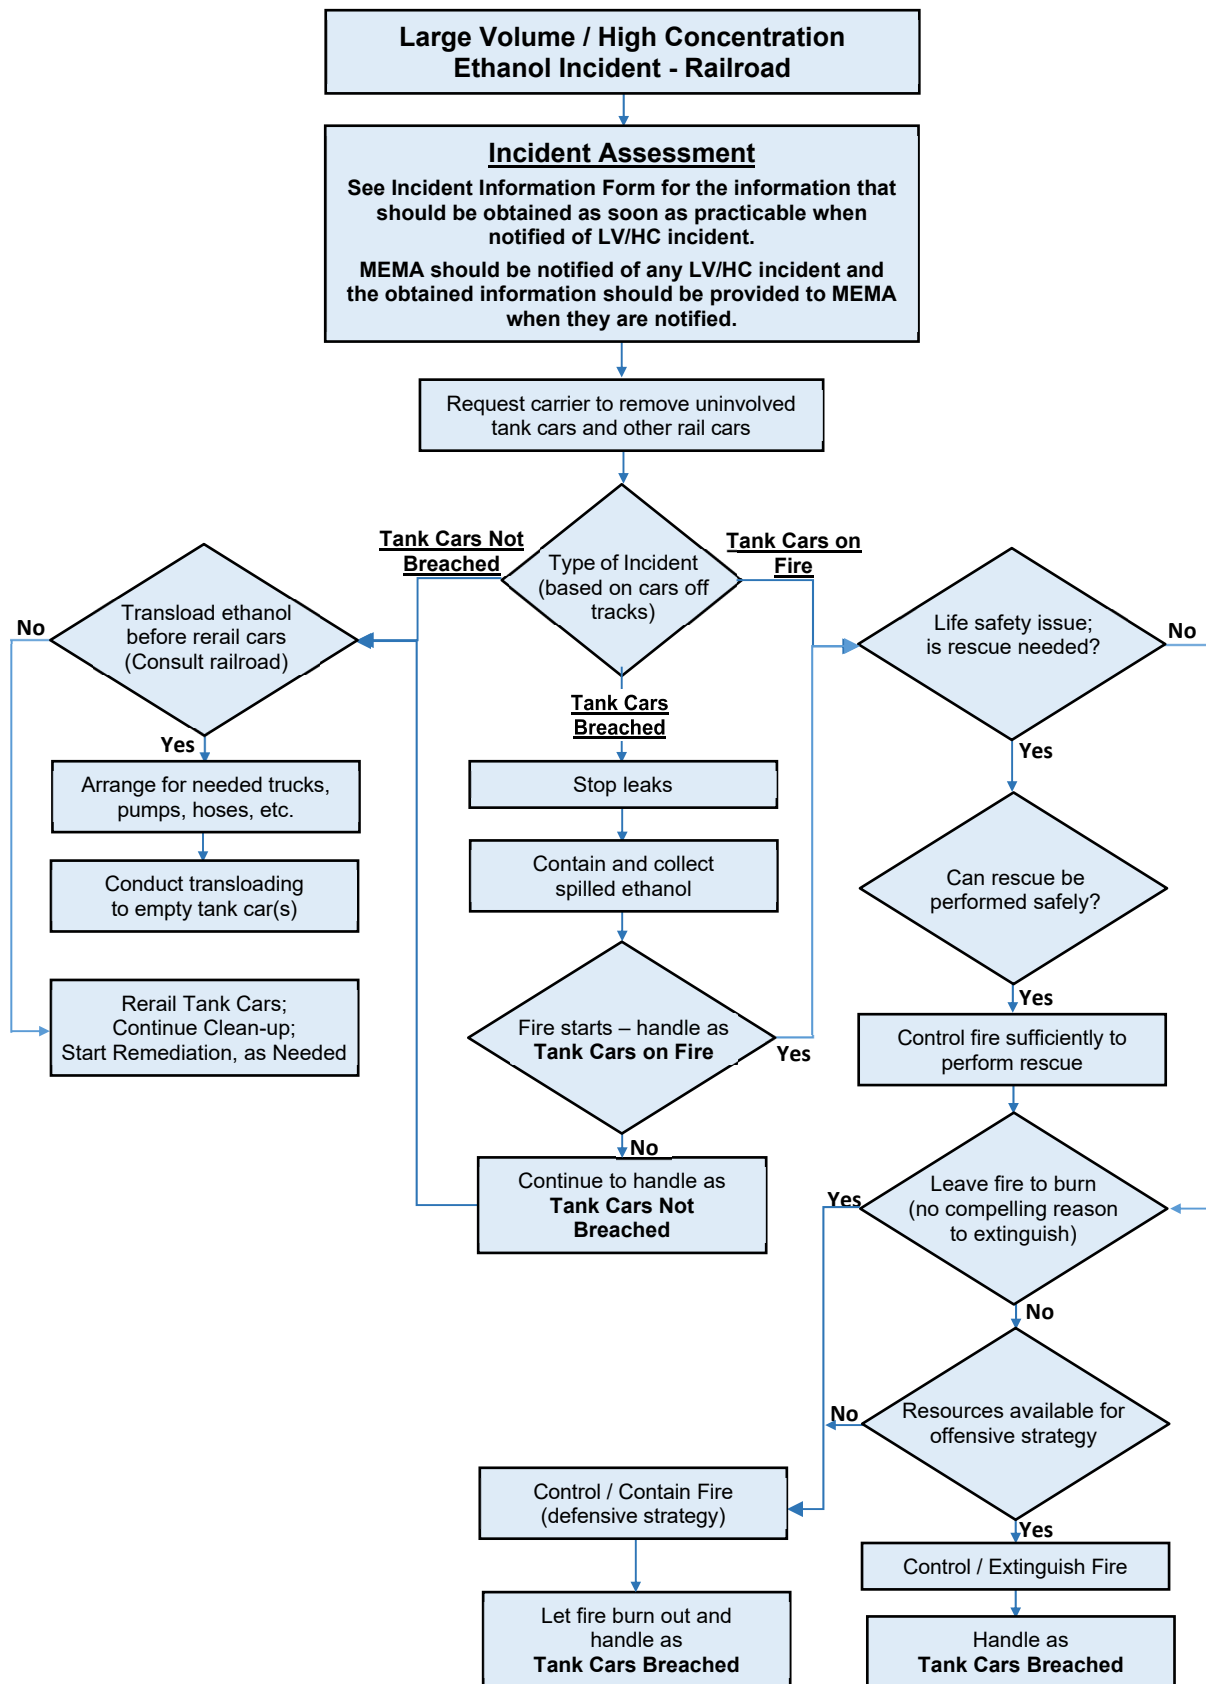 Large Volume / High Concentration
Ethanol Incident - Railroad
Incident Assessment
See Incident Information Form for the information that
should be obtained as soon as practicable when
notified of LV/HC incident.
MEMA should be notified of any LV/HC incident and
the obtained information should be provided to MEMA
when they are notified.
Request carrier to remove uninvolved
tank cars and other rail cars
Type of Incident
(based on cars off
tracks)
Tank Cars Not
Breached
Tank Cars on
Fire
Tank Cars
Breached
Transload ethanol
before rerail cars
(Consult railroad)
No
Yes
Arrange for needed trucks,
pumps, hoses, etc.
Conduct transloading
to empty tank car(s)
Rerail Tank Cars;
Continue Clean-up;
Start Remediation, as Needed
Stop leaks
Contain and collect
spilled ethanol
Fire starts – handle as
Tank Cars on Fire
Yes
No
Continue to handle as
Tank Cars Not
Breached
Life safety issue;
is rescue needed?
No
Yes
Can rescue be
performed safely?
Yes
Control fire sufficiently to
perform rescue
Leave fire to burn
(no compelling reason
to extinguish)
Yes
No
Resources available for
offensive strategy
No
Yes
Control / Contain Fire
(defensive strategy)
Let fire burn out and
handle as
Tank Cars Breached
Control / Extinguish Fire
Handle as
Tank Cars Breached